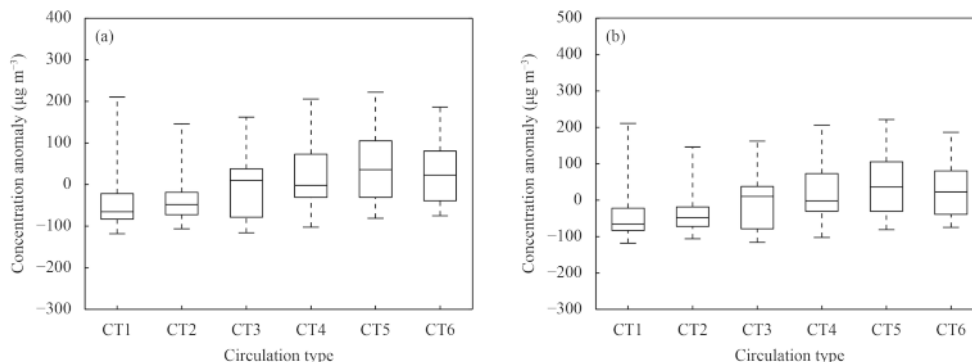 (a)
Concentration anomaly (μg m⁻³)
400
300
200
100
0
−100
−200
−300
CT1 CT2 CT3 CT4 CT5 CT6
Circulation type
(b)
Concentration anomaly (μg m⁻³)
500
400
300
200
100
0
−100
−200
−300
CT1 CT2 CT3 CT4 CT5 CT6
Circulation type